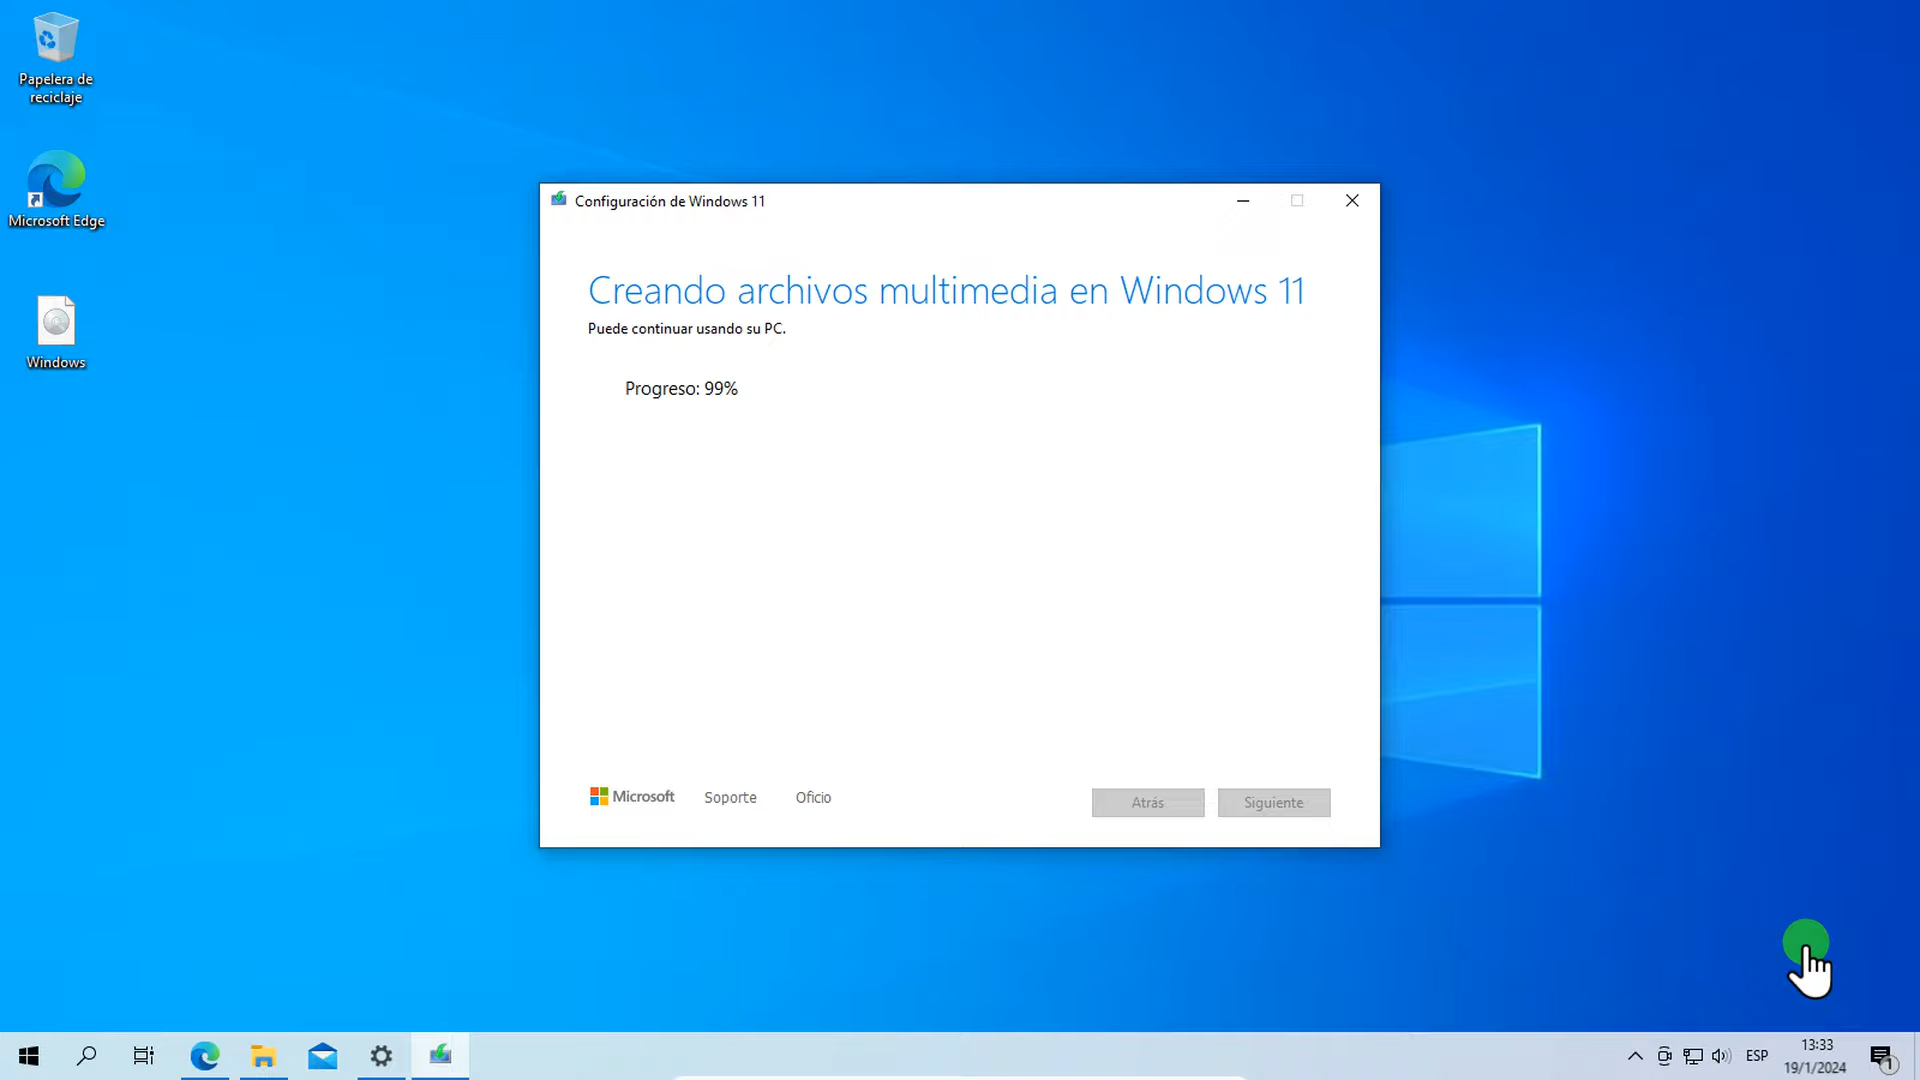 Papelera de
reciclaje
Microsoft Edge
Windows
Configuración de Windows 11
Creando archivos multimedia en Windows 11
Puede continuar usando su PC.
Progreso: 99%
Microsoft
Soporte
Oficio
Atrás
Siguiente
ESP
13:33
19/1/2024
1